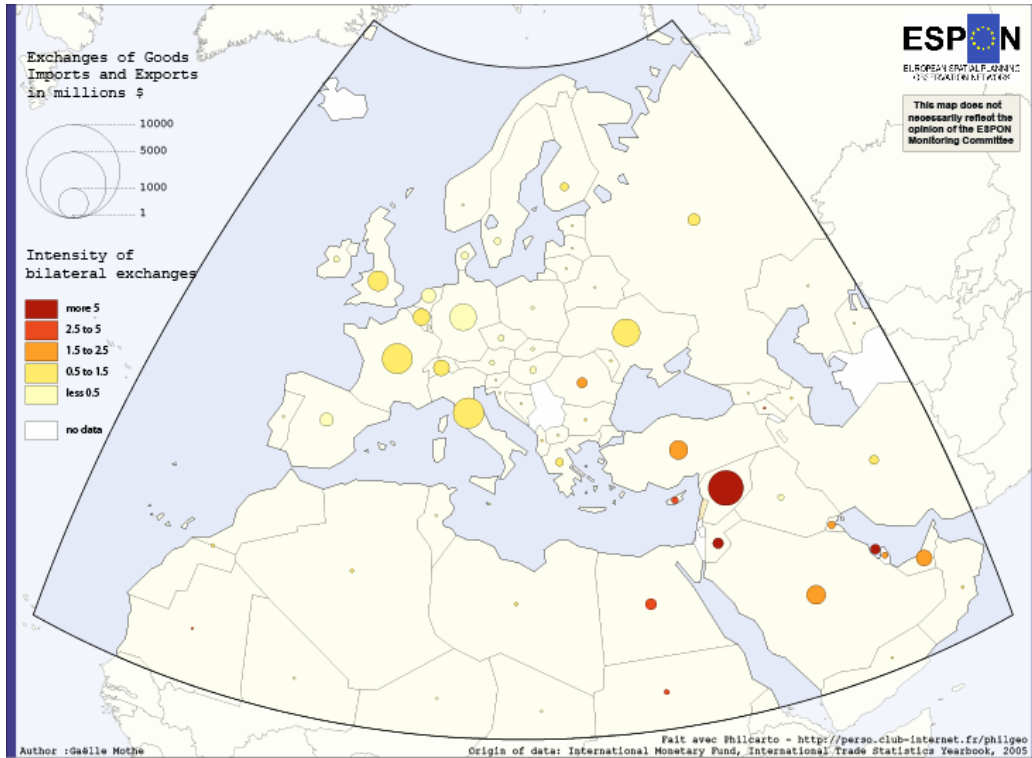 Exchanges of Goods
Imports and Exports
in millions $
10000
5000
1000
1
Intensity of
bilateral exchanges
more 5
2.5 to 5
1.5 to 2.5
0.5 to 1.5
less 0.5
no data
ESPON
EUROPEAN SPATIAL PLANNING
OBSERVATION NETWORK
This map does not
necessarily reflect the
opinion of the ESPON
Monitoring Committee
Fait avec Philcarto - http://perso.club-internet.fr/philgeo
Author :Gaëlle Mothe
Origin of data: International Monetary Fund, International Trade Statistics Yearbook, 2005